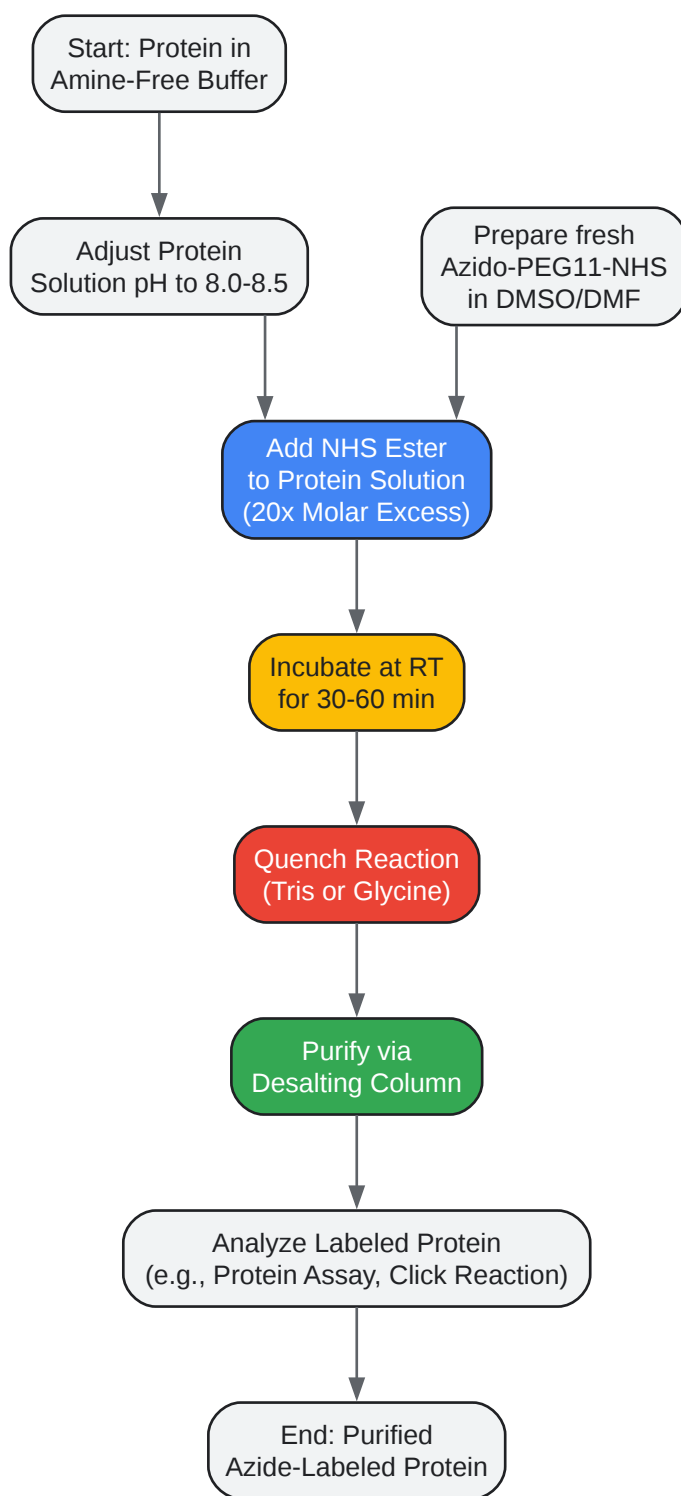 Start: Protein in
Amine-Free Buffer
Adjust Protein
Solution pH to 8.0-8.5
Prepare fresh
Azido-PEG11-NHS
in DMSO/DMF
Add NHS Ester
to Protein Solution
(20x Molar Excess)
Incubate at RT
for 30-60 min
Quench Reaction
(Tris or Glycine)
Purify via
Desalting Column
Analyze Labeled Protein
(e.g., Protein Assay, Click Reaction)
End: Purified
Azide-Labeled Protein